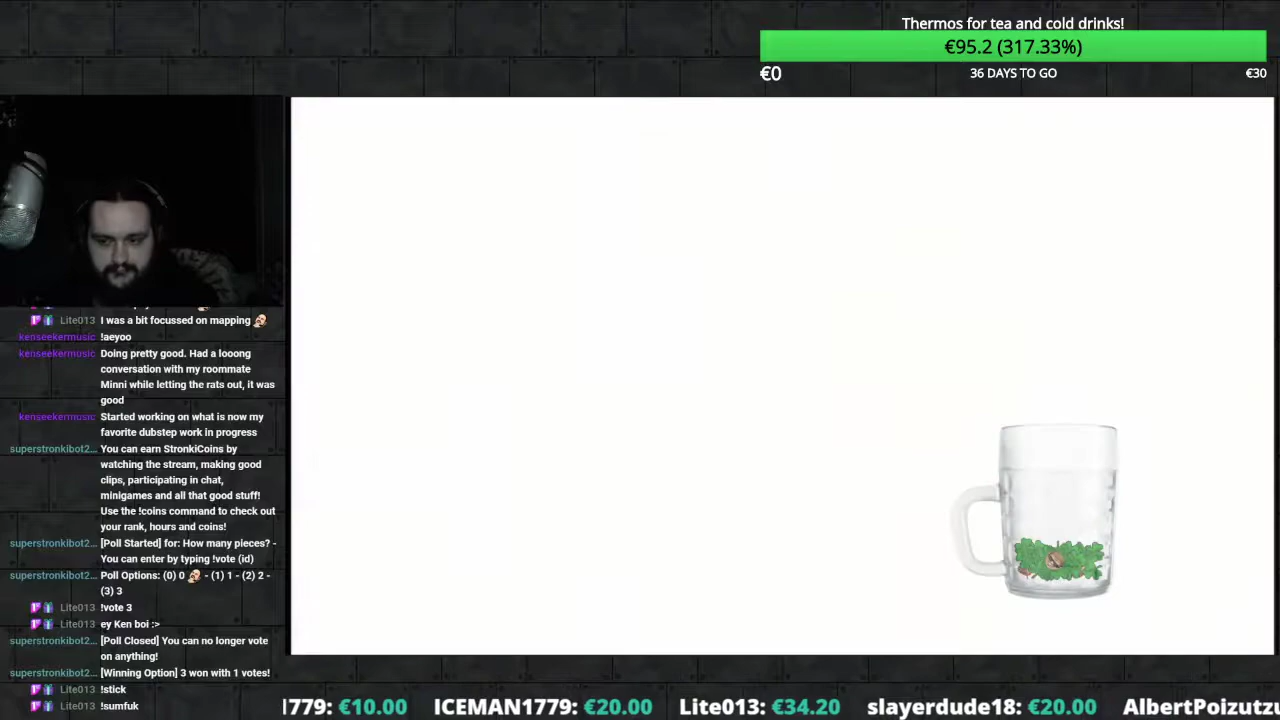 Thermos for tea and cold drinks!
€95.2 (317.33%)
€0
36 DAYS TO GO
€30
Lite013 I was a bit focussed on mapping
kenseekermusic !aeyoo
kenseekermusic Doing pretty good. Had a looong
conversation with my roommate
Minni while letting the rats out, it was
good
kenseekermusic Started working on what is now my
favorite dubstep work in progress
superstronkibot2... You can earn StronkiCoins by
watching the stream, making good
clips, participating in chat,
minigames and all that good stuff!
Use the !coins command to check out
your rank, hours and coins!
superstronkibot2... [Poll Started] for: How many pieces? -
You can enter by typing !vote (id)
superstronkibot2... Poll Options: (0) 0 - (1) 1 - (2) 2 -
(3) 3
Lite013 !vote 3
Lite013 ey Ken boi :>
superstronkibot2... [Poll Closed] You can no longer vote
on anything!
superstronkibot2... [Winning Option] 3 won with 1 votes!
Lite013 !stick
Lite013 !sumfuk
1779: €10.00 ICEMAN1779: €20.00 Lite013: €34.20 slayerdude18: €20.00 AlbertPoizutzu